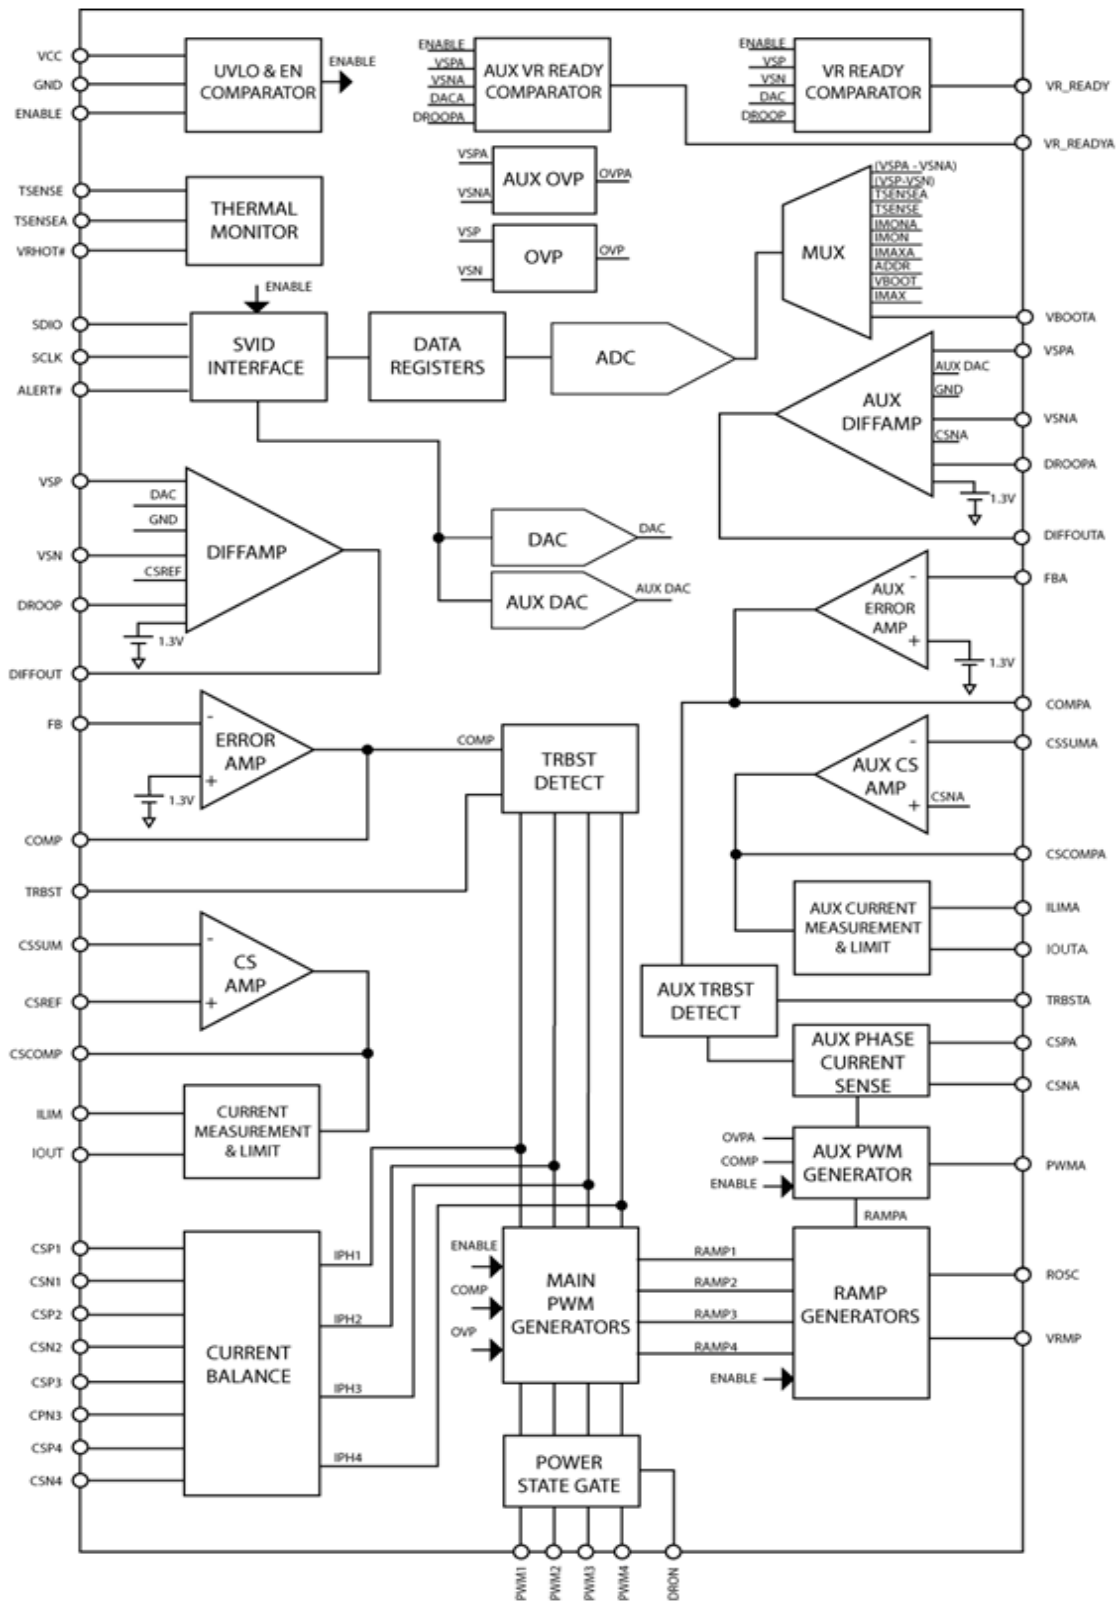 VCC
GND
ENABLE
UVLO & EN
COMPARATOR
ENABLE
ENABLE
VSPA
VSNA
DACA
DROOPA
AUX VR READY
COMPARATOR
ENABLE
VSP
VSN
DAC
DROOP
VR READY
COMPARATOR
VR_READY
VR_READYA
TSENSE
TSENSEA
VRHOT#
THERMAL
MONITOR
VSPA
VSNA
AUX OVP
OVPA
VSP
VSN
OVP
OVP
MUX
(VSPA - VSNA)
(VSP-VSN)
TSENSEA
TSENSE
IMONA
IMON
IMAXA
ADDR
VBOOT
IMAX
VBOOTA
ENABLE
SDIO
SCLK
ALERT#
SVID
INTERFACE
DATA
REGISTERS
ADC
AUX
DIFFAMP
VSPA
AUX DAC
GND
VSNA
CSNA
DROOPA
1.3V
DIFFOUTA
VSP
DAC
GND
VSN
CSREF
DROOP
1.3V
DIFFOUT
DIFFAMP
DAC
DAC
AUX DAC
AUX DAC
AUX
ERROR
AMP
-
+
FBA
1.3V
COMPA
FB
-
ERROR
AMP
+
1.3V
COMP
COMP
TRBST
TRBST
DETECT
CSSUMA
-
AUX CS
AMP
+
CSNA
CSCOMPA
AUX CURRENT
MEASUREMENT
& LIMIT
ILIMA
IOUTA
CSSUM
-
CS
AMP
CSREF
+
CSCOMP
AUX TRBST
DETECT
TRBSTA
AUX PHASE
CURRENT
SENSE
CSPA
CSNA
ILIM
IOUT
CURRENT
MEASUREMENT
& LIMIT
OVPA
COMP
ENABLE
AUX PWM
GENERATOR
PWMA
RAMPA
CSP1
CSN1
CSP2
CSN2
CSP3
CPN3
CSP4
CSN4
CURRENT
BALANCE
IPH1
IPH2
IPH3
IPH4
ENABLE
COMP
OVP
MAIN
PWM
GENERATORS
RAMP1
RAMP2
RAMP3
RAMP4
ENABLE
RAMP
GENERATORS
ROSC
VRMP
POWER
STATE GATE
PWM1
PWM2
PWM3
PWM4
DRON